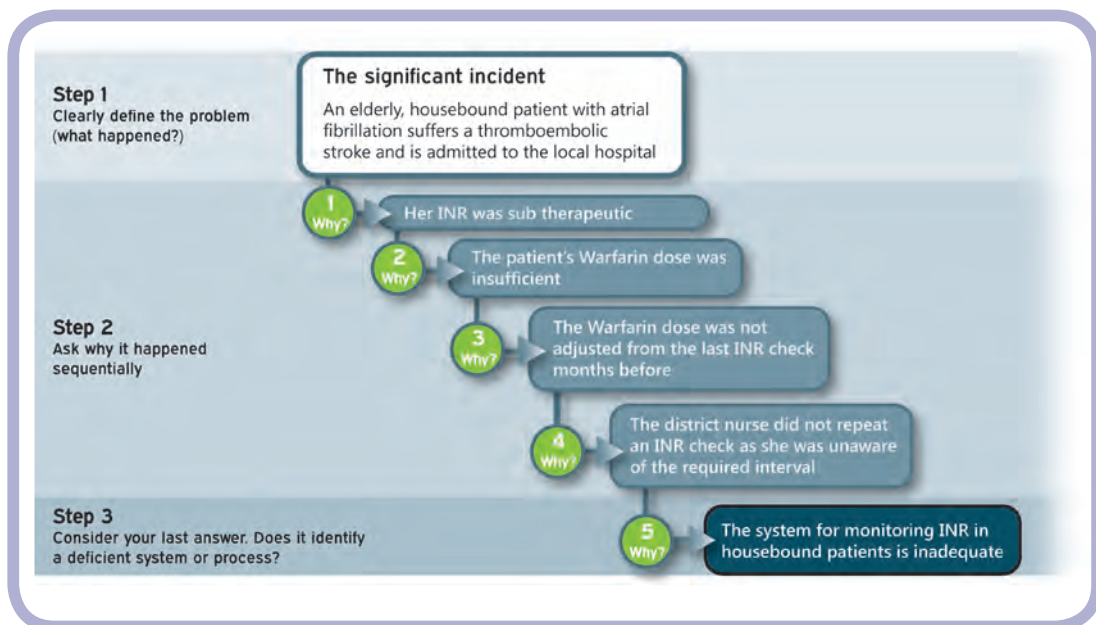 Step 1
Clearly define the problem
(what happened?)
The significant incident
An elderly, housebound patient with atrial
fibrillation suffers a thromboembolic
stroke and is admitted to the local hospital
1
Why?
Her INR was sub therapeutic
2
Why?
The patient's Warfarin dose was
insufficient
Step 2
Ask why it happened
sequentially
3
Why?
The Warfarin dose was not
adjusted from the last INR check
months before
4
Why?
The district nurse did not repeat
an INR check as she was unaware
of the required interval
Step 3
Consider your last answer. Does it identify
a deficient system or process?
5
Why?
The system for monitoring INR in
housebound patients is inadequate